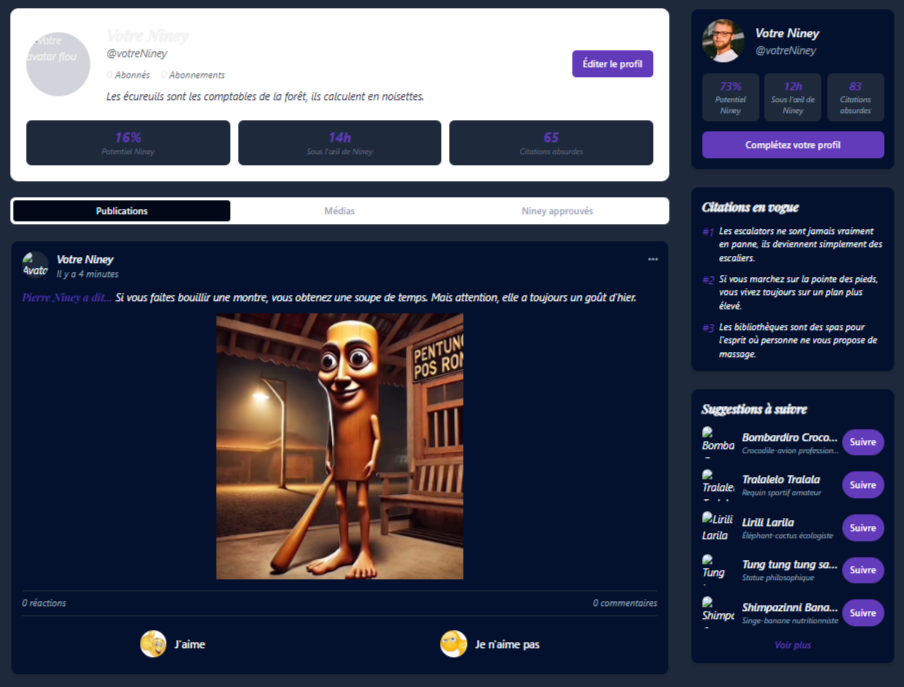 Votre avatar flou
Votre Niney
@votreNiney
0 Abonnés 0 Abonnements
Les écureuils sont les comptables de la forêt, ils calculent en noisettes.
Éditer le profil
16%
Potentiel Niney
14h
Sous l'œil de Niney
65
Citations absurdes
Publications
Médias
Niney approuvés
Avata
Votre Niney
Il y a 4 minutes
Pierre Niney a dit... Si vous faites bouillir une montre, vous obtenez une soupe de temps. Mais attention, elle a toujours un goût d'hier.
PENTUNG
POS RON
0 réactions
0 commentaires
J'aime
Je n'aime pas
Votre Niney
@votreNiney
73%
Potentiel
Niney
12h
Sous l'œil de
Niney
83
Citations
absurdes
Complétez votre profil
Citations en vogue
#1 Les escalators ne sont jamais vraiment
en panne, ils deviennent simplement des
escaliers.
#2 Si vous marchez sur la pointe des pieds,
vous vivez toujours sur un plan plus
élevé.
#3 Les bibliothèques sont des spas pour
l'esprit où personne ne vous propose de
massage.
Suggestions à suivre
Bomba
Bombardiro Croco...
Crocodile-avion profession...
Suivre
Tralale
Tralalelo Tralala
Requin sportif amateur
Suivre
Lirili
Larila
Lirili Larila
Éléphant-cactus écologiste
Suivre
Tung
Tung tung tung sa...
Statue philosophique
Suivre
Shimpa
Shimpazinni Bana...
Singe-banane nutritionniste
Suivre
Voir plus